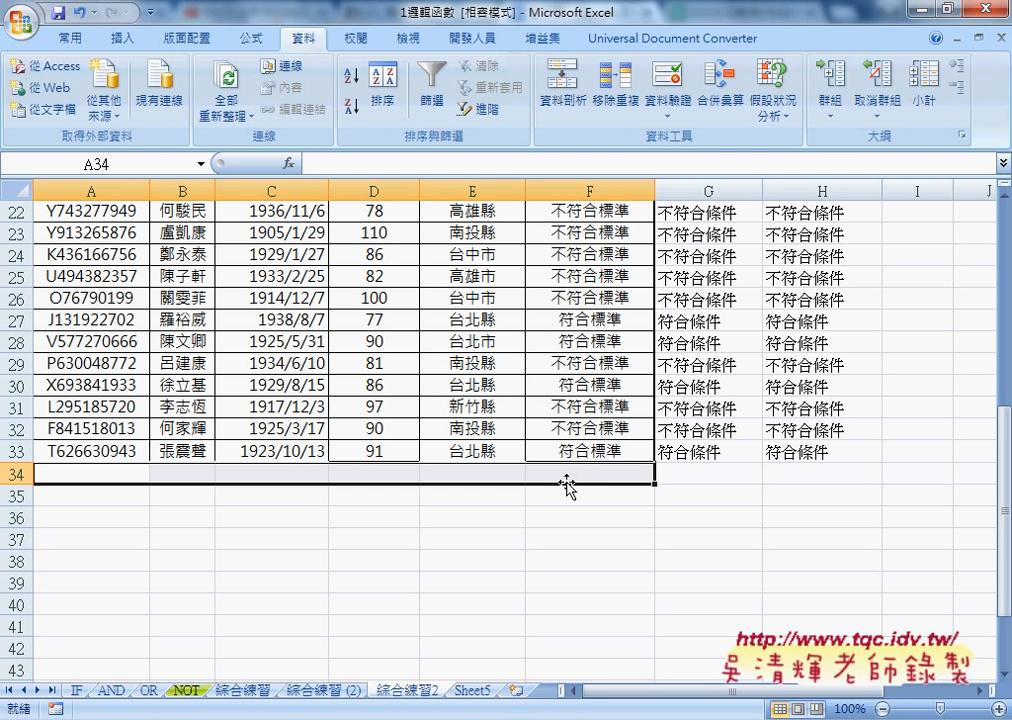 1邏輯函數 [相容模式] - Microsoft Excel
常用 插入 版面配置 公式 資料 校閱 檢視 開發人員 增益集 Universal Document Converter
從 Access
從 Web
從文字檔
從其他來源
現有連線
取得外部資料
全部重新整理
連線
內容
編輯連結
連線
排序
篩選
清除
重新套用
進階
排序與篩選
資料剖析 移除重複 資料驗證 合併彙算 假設狀況分析
資料工具
群組 取消群組 小計
大綱
A34
fx
A B C D E F G H I J
22 Y743277949 何駿民 1936/11/6 78 高雄縣 不符合標準 不符合條件 不符合條件
23 Y913265876 盧凱康 1905/1/29 110 南投縣 不符合標準 不符合條件 不符合條件
24 K436166756 鄭永泰 1929/1/27 86 台中市 不符合標準 不符合條件 不符合條件
25 U494382357 陳子軒 1933/2/25 82 高雄市 不符合標準 不符合條件 不符合條件
26 O76790199 關雯菲 1914/12/7 100 台中市 不符合標準 不符合條件 不符合條件
27 J131922702 羅裕威 1938/8/7 77 台北縣 符合標準 符合條件 符合條件
28 V577270666 陳文卿 1925/5/31 90 台北市 符合標準 符合條件 符合條件
29 P630048772 呂建康 1934/6/10 81 南投縣 不符合標準 不符合條件 不符合條件
30 X693841933 徐立基 1929/8/15 86 台北縣 符合標準 符合條件 符合條件
31 L295185720 李志恆 1917/12/3 97 新竹縣 不符合標準 不符合條件 不符合條件
32 F841518013 何家輝 1925/3/17 90 南投縣 不符合標準 不符合條件 不符合條件
33 T626630943 張震聲 1923/10/13 91 台北縣 符合標準 符合條件 符合條件
34
35
36
37
38
39
40
41
42
43
http://www.tqc.idv.tw/
吳清輝老師錄製
IF AND OR NOT 綜合練習 綜合練習 (2) 綜合練習2 Sheet5
就緒 100%